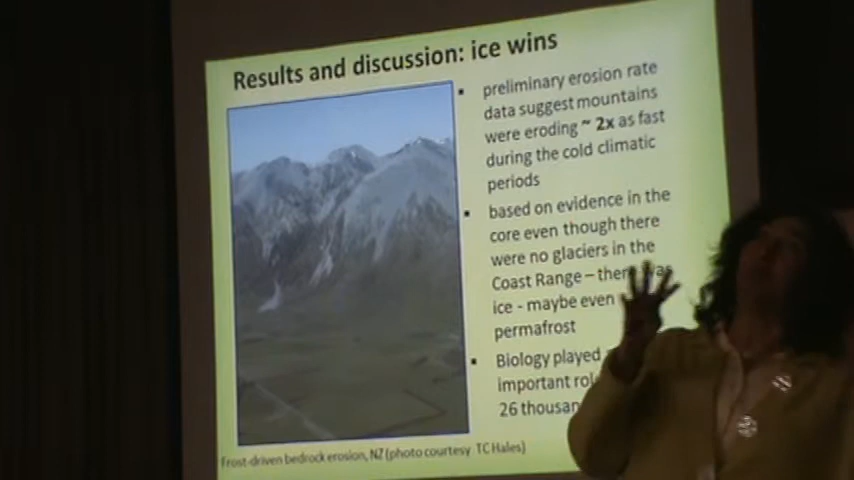 Results and discussion: ice wins
▪ preliminary erosion rate
data suggest mountains
were eroding ~ 2x as fast
during the cold climatic
periods
▪ based on evidence in the
core even though there
were no glaciers in the
Coast Range – there was
ice - maybe even
permafrost
▪ Biology played
important
26 thousan
Frost-driven bedrock erosion, NZ (photo courtesy TC Hales)